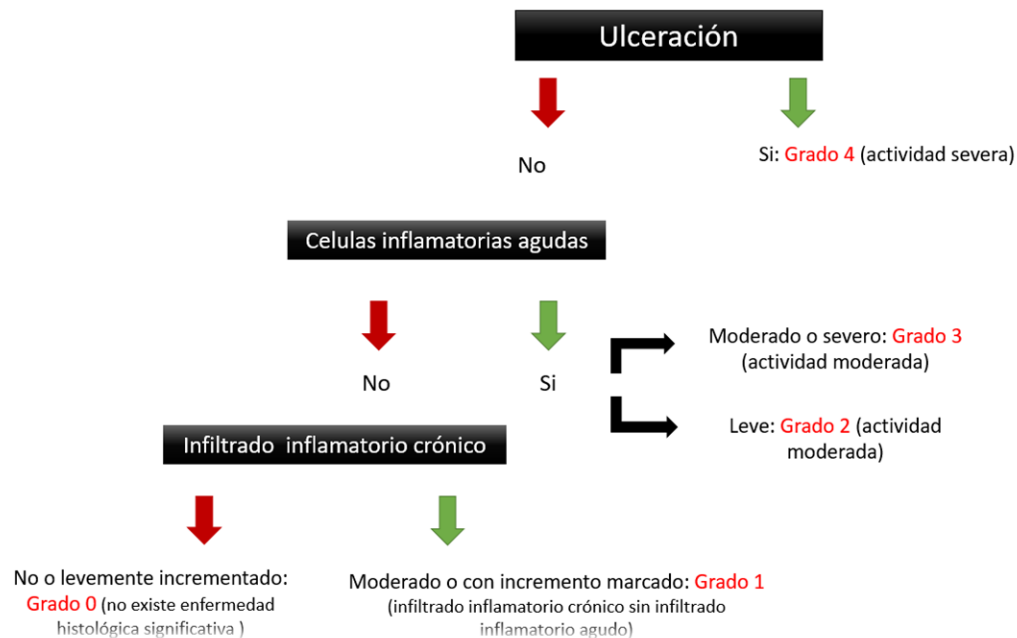 Ulceración
No
Si: Grado 4 (actividad severa)
Celulas inflamatorias agudas
No
Si
Moderado o severo: Grado 3
(actividad moderada)
Leve: Grado 2 (actividad
moderada)
Infiltrado inflamatorio crónico
No o levemente incrementado:
Grado 0 (no existe enfermedad
histológica significativa )
Moderado o con incremento marcado: Grado 1
(infiltrado inflamatorio crónico sin infiltrado
inflamatorio agudo)